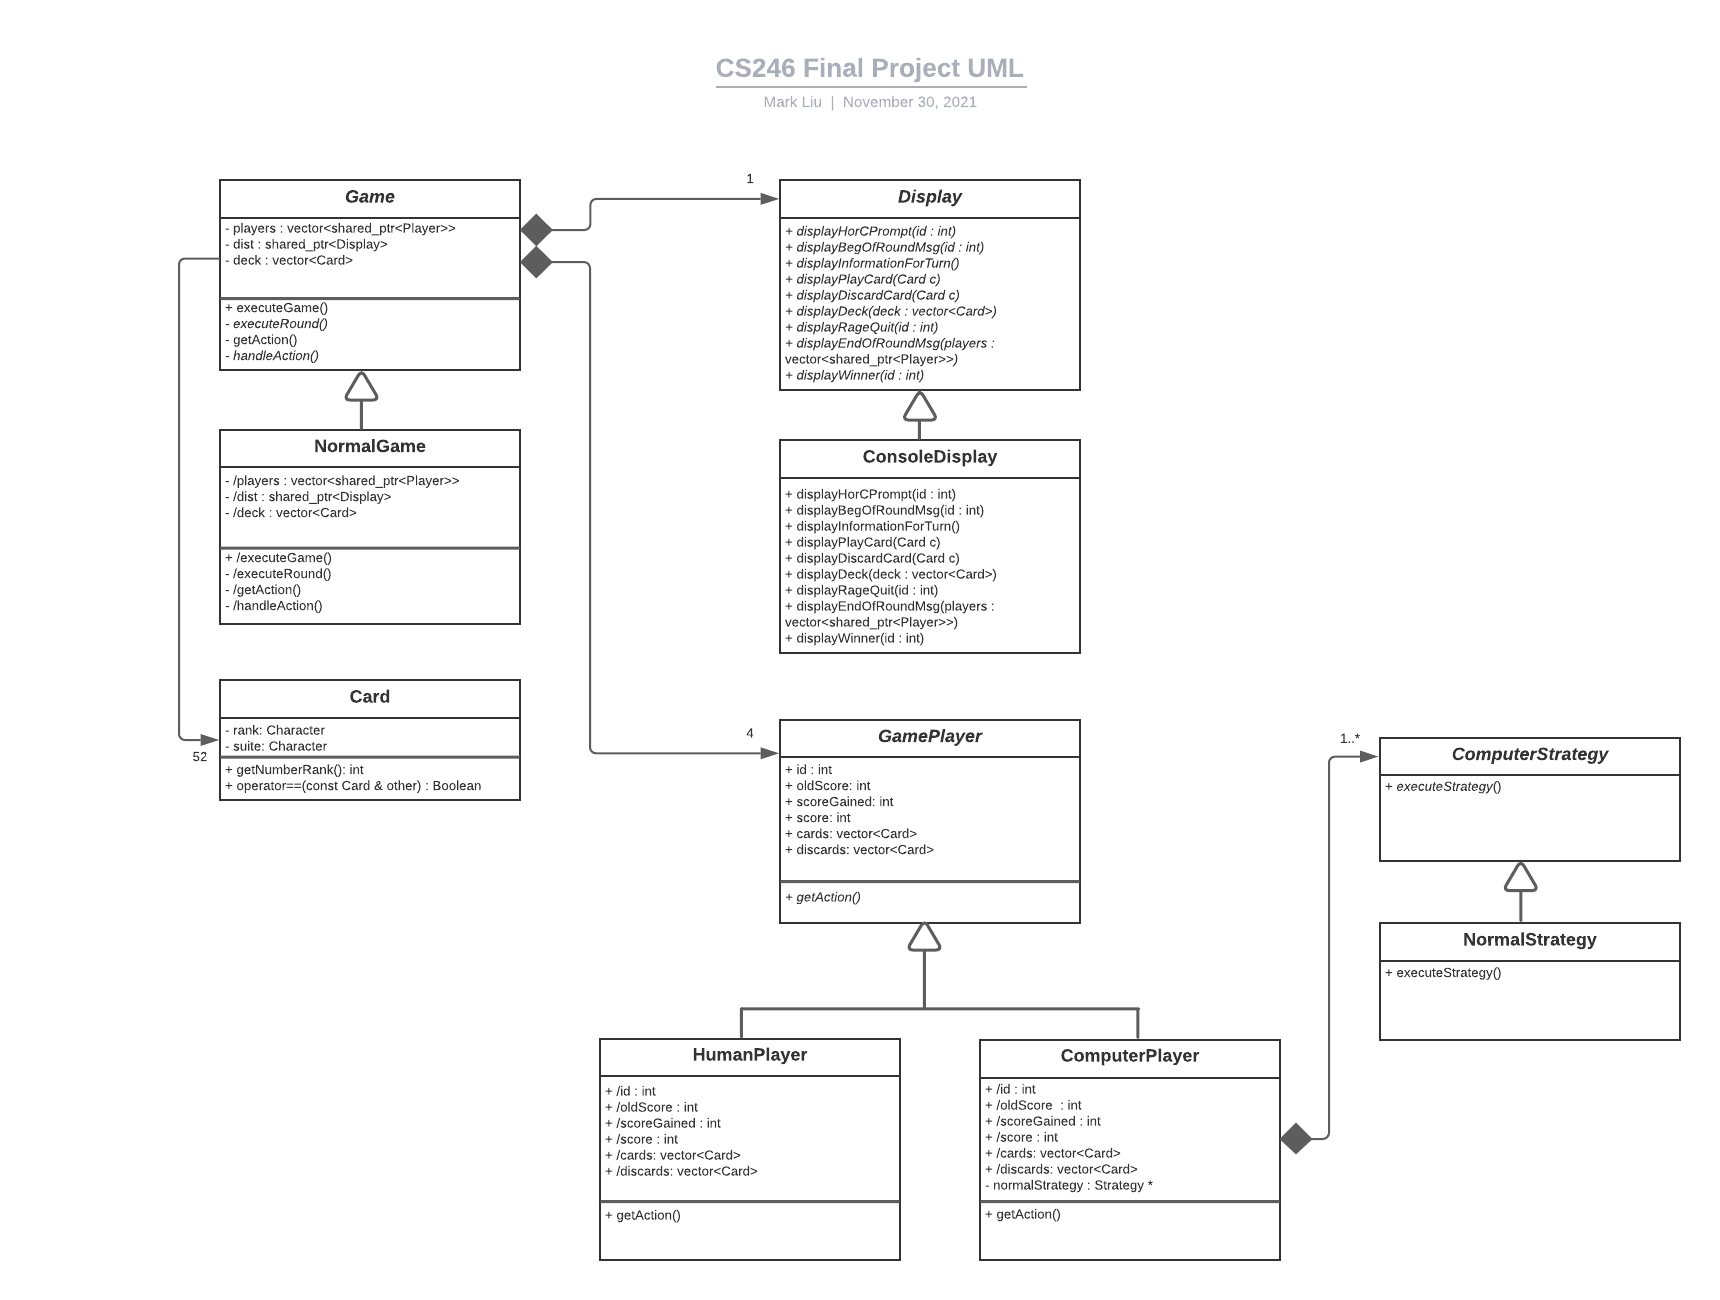 CS246 Final Project UML
Mark Liu | November 30, 2021
Game
- players : vector<shared_ptr<Player>>
- dist : shared_ptr<Display>
- deck : vector<Card>
+ executeGame()
- executeRound()
- getAction()
- handleAction()
1
Display
+ displayHorCPrompt(id : int)
+ displayBegOfRoundMsg(id : int)
+ displayInformationForTurn()
+ displayPlayCard(Card c)
+ displayDiscardCard(Card c)
+ displayDeck(deck : vector<Card>)
+ displayRageQuit(id : int)
+ displayEndOfRoundMsg(players :
vector<shared_ptr<Player>>)
+ displayWinner(id : int)
NormalGame
- /players : vector<shared_ptr<Player>>
- /dist : shared_ptr<Display>
- /deck : vector<Card>
+ /executeGame()
- /executeRound()
- /getAction()
- /handleAction()
ConsoleDisplay
+ displayHorCPrompt(id : int)
+ displayBegOfRoundMsg(id : int)
+ displayInformationForTurn()
+ displayPlayCard(Card c)
+ displayDiscardCard(Card c)
+ displayDeck(deck : vector<Card>)
+ displayRageQuit(id : int)
+ displayEndOfRoundMsg(players :
vector<shared_ptr<Player>>)
+ displayWinner(id : int)
52
Card
- rank: Character
- suite: Character
+ getNumberRank(): int
+ operator==(const Card & other) : Boolean
4
GamePlayer
+ id : int
+ oldScore: int
+ scoreGained: int
+ score: int
+ cards: vector<Card>
+ discards: vector<Card>
+ getAction()
1..*
ComputerStrategy
+ executeStrategy()
NormalStrategy
+ executeStrategy()
HumanPlayer
+ /id : int
+ /oldScore : int
+ /scoreGained : int
+ /score : int
+ /cards: vector<Card>
+ /discards: vector<Card>
+ getAction()
ComputerPlayer
+ /id : int
+ /oldScore  : int
+ /scoreGained : int
+ /score : int
+ /cards: vector<Card>
+ /discards: vector<Card>
- normalStrategy : Strategy *
+ getAction()